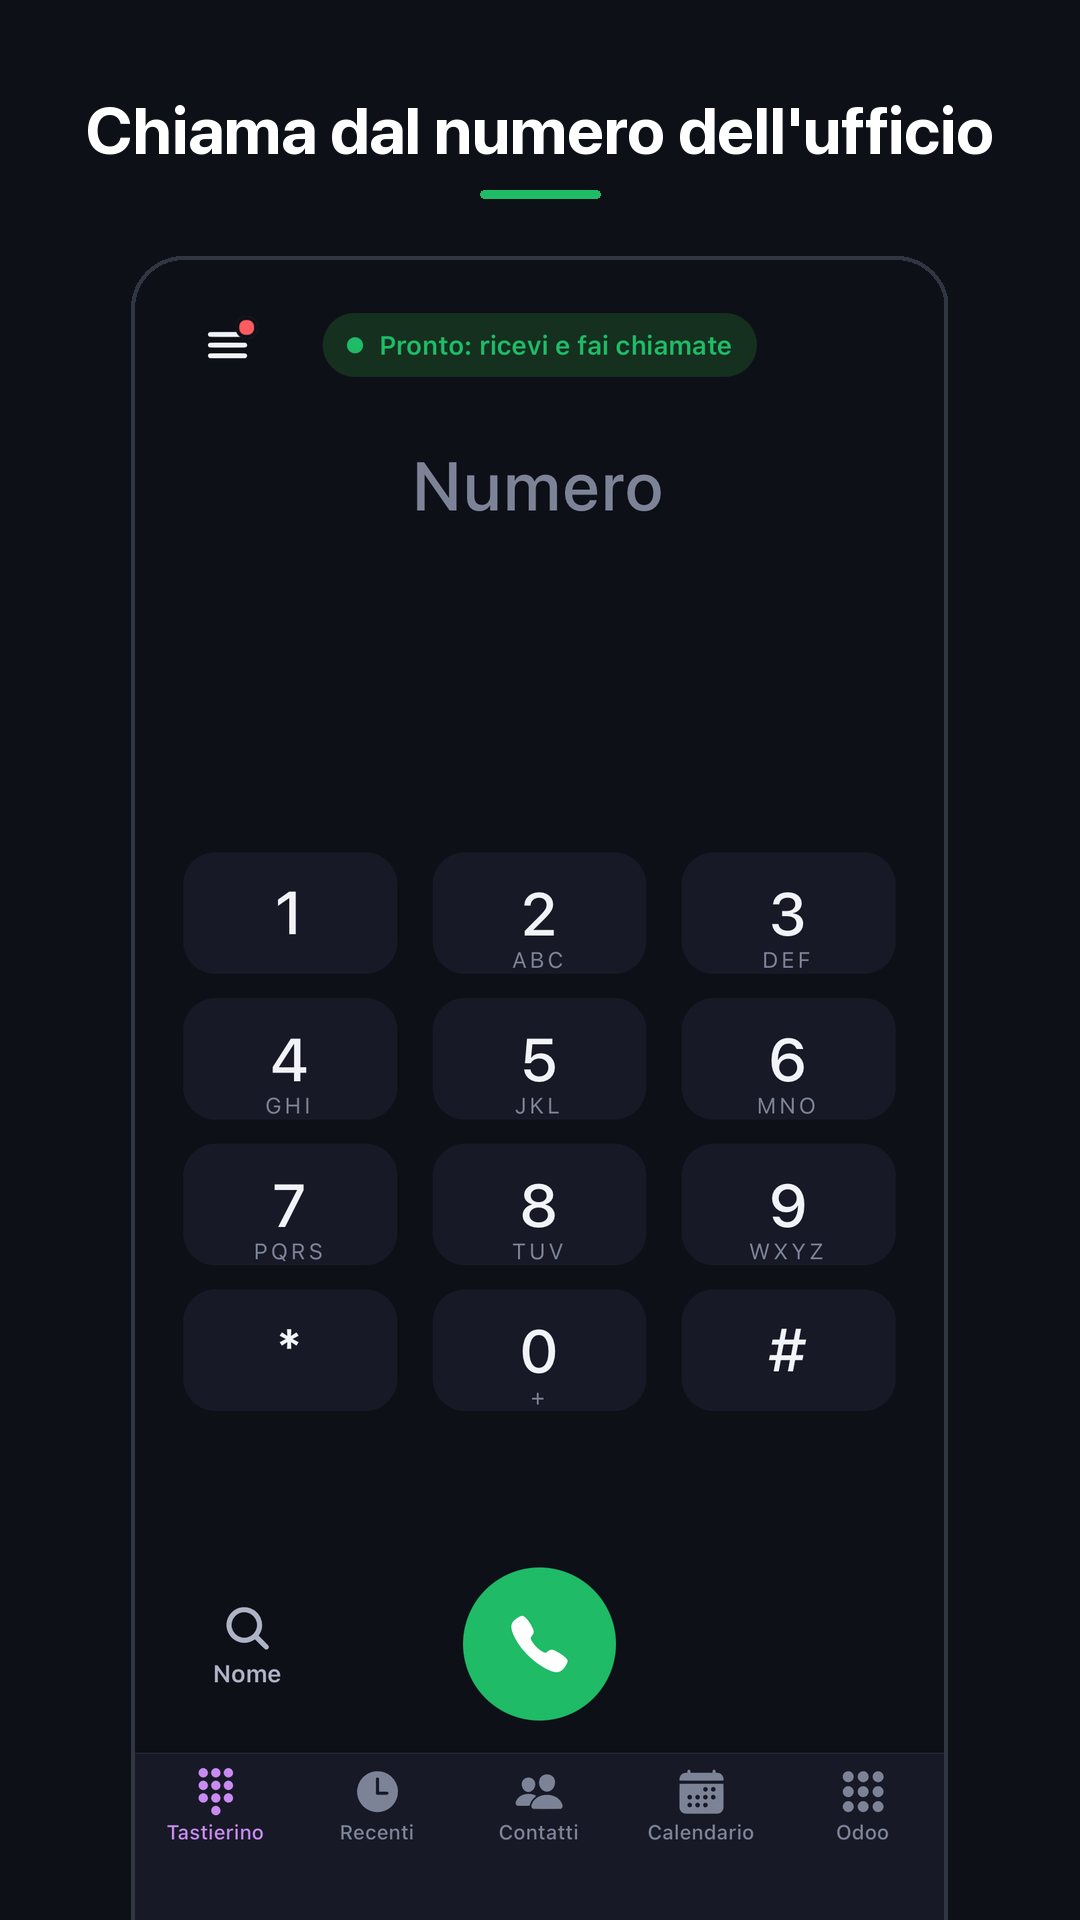 Chiama dal numero dell'ufficio
Pronto: ricevi e fai chiamate
Numero
1 2 3
ABC DEF
4 5 6
GHI JKL MNO
7 8 9
PQRS TUV WXYZ
* 0 #
+
Nome
Tastierino Recenti Contatti Calendario Odoo